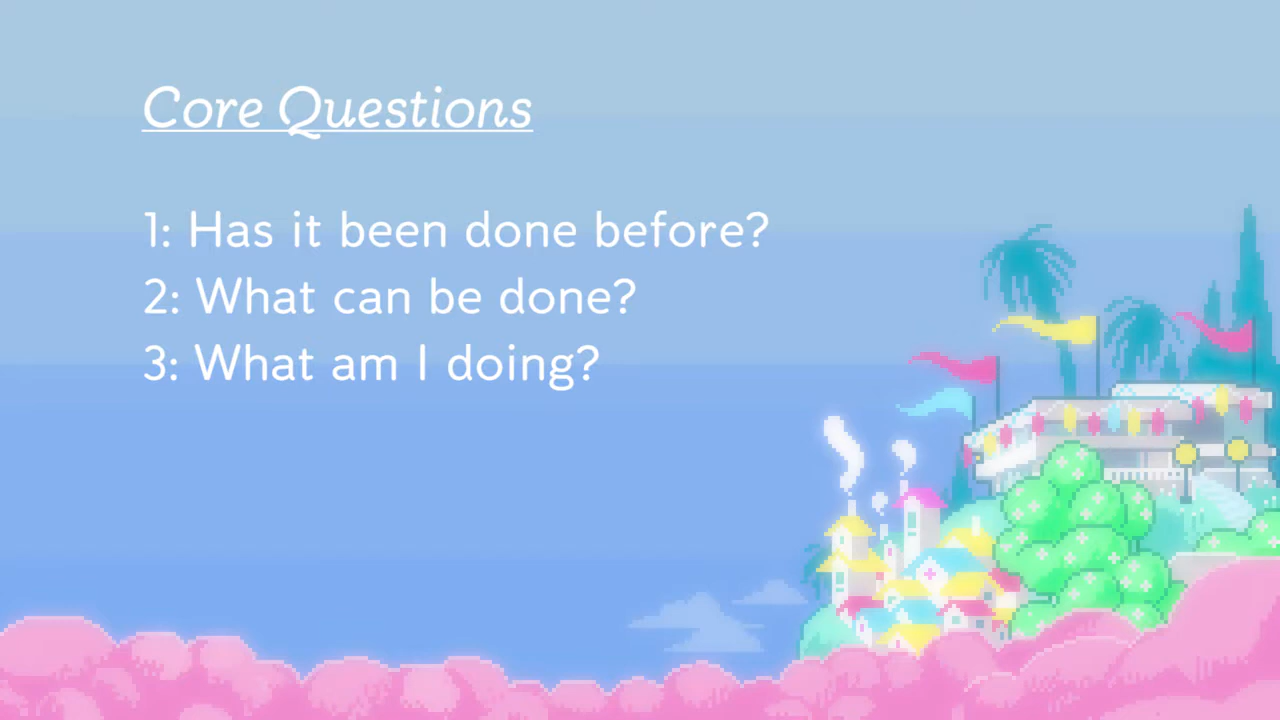 Core Questions
1: Has it been done before?
2: What can be done?
3: What am I doing?